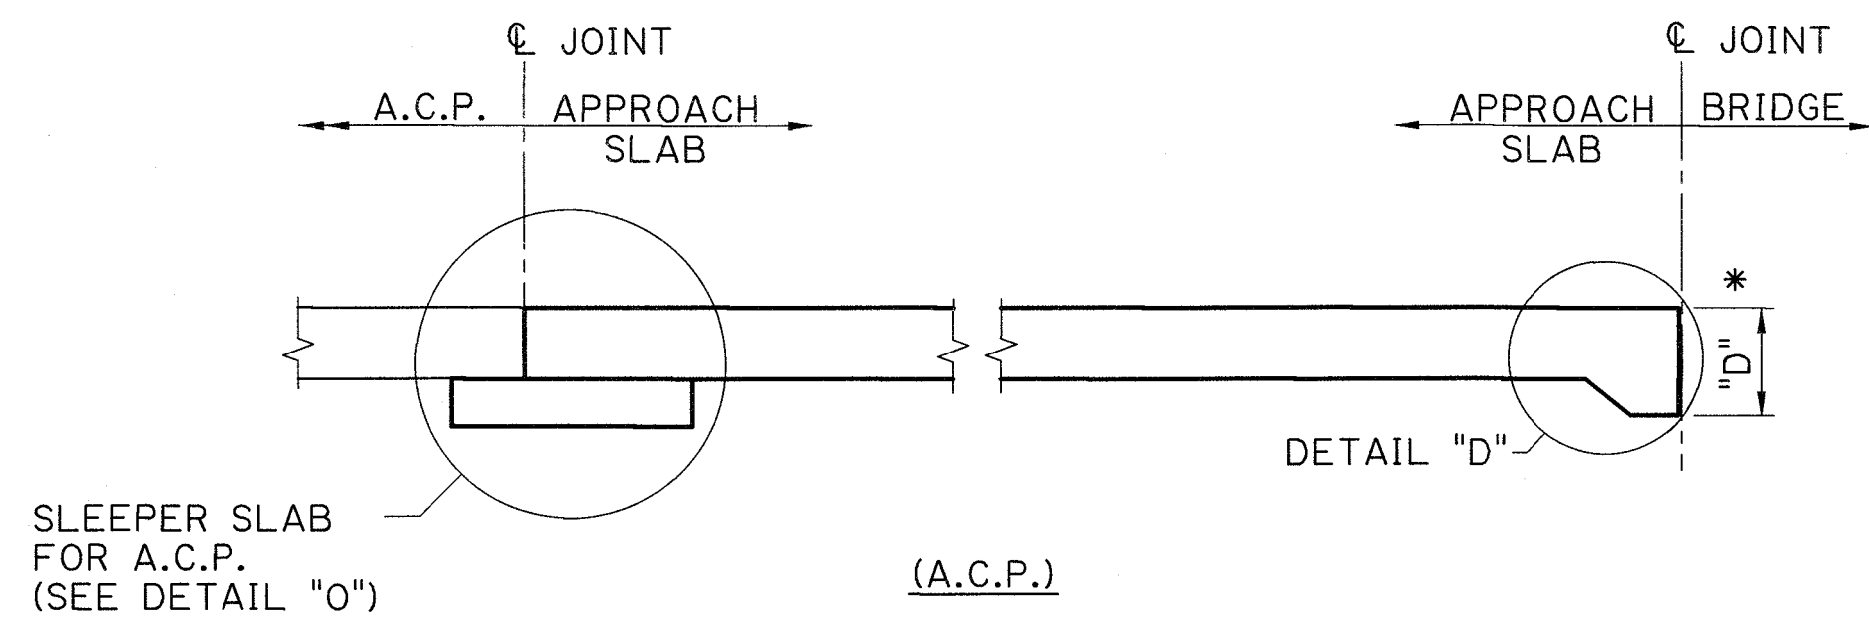 ℄ JOINT
℄ JOINT
A.C.P.
APPROACH
SLAB
APPROACH
SLAB
BRIDGE
*
"D"
DETAIL "D"
SLEEPER SLAB
FOR A.C.P.
(SEE DETAIL "O")
(A.C.P.)